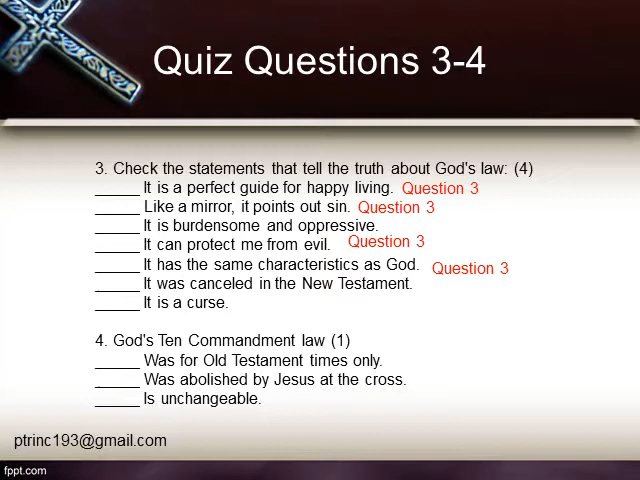 Quiz Questions 3-4
3. Check the statements that tell the truth about God's law: (4)
_____ It is a perfect guide for happy living. Question 3
_____ Like a mirror, it points out sin. Question 3
_____ It is burdensome and oppressive.
_____ It can protect me from evil. Question 3
_____ It has the same characteristics as God. Question 3
_____ It was canceled in the New Testament.
_____ It is a curse.
4. God's Ten Commandment law (1)
_____ Was for Old Testament times only.
_____ Was abolished by Jesus at the cross.
_____ Is unchangeable.
ptrinc193@gmail.com
fppt.com